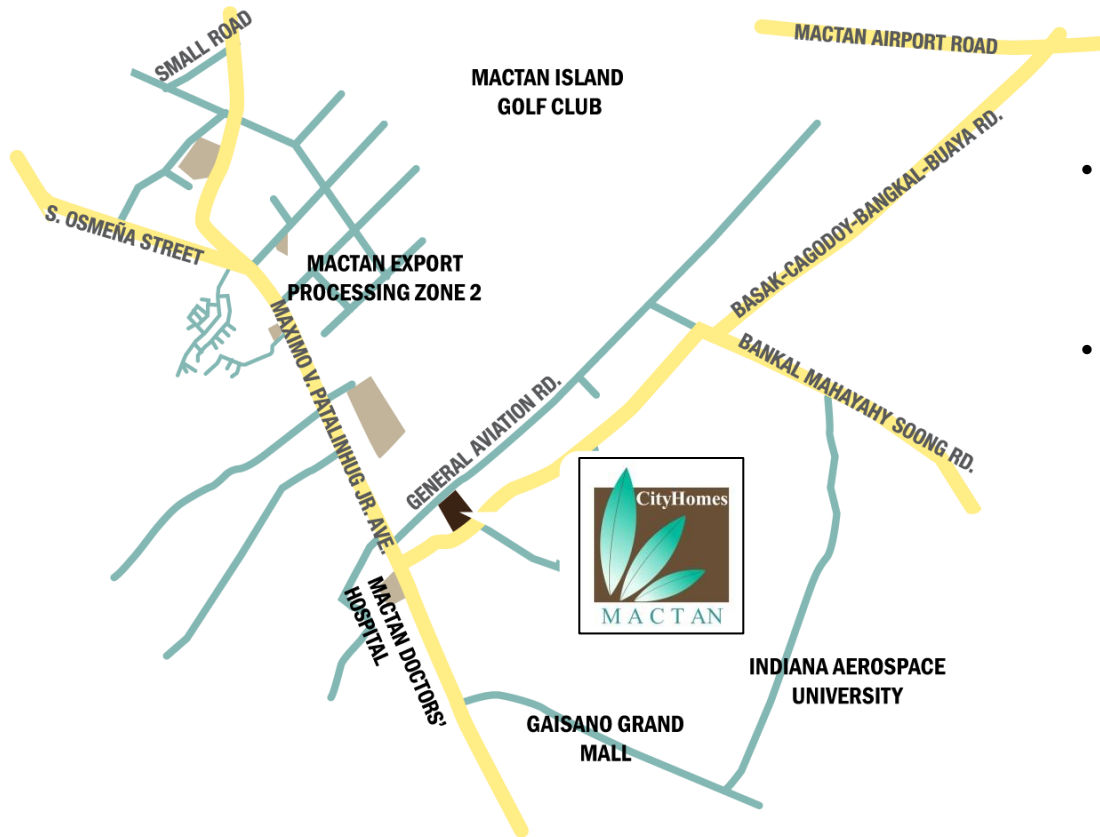 SMALL ROAD
MACTAN AIRPORT ROAD
MACTAN ISLAND
GOLF CLUB
S. OSMEÑA STREET
BASAK-CAGODOY-BANGKAL-BUAYA RD.
MACTAN EXPORT
PROCESSING ZONE 2
MAXIMO V. PATALINHUG JR. AVE.
BANKAL MAHAYAHY SOONG RD.
GENERAL AVIATION RD.
CityHomes
MACTAN
MACTAN DOCTORS'
HOSPITAL
INDIANA AEROSPACE
UNIVERSITY
GAISANO GRAND
MALL